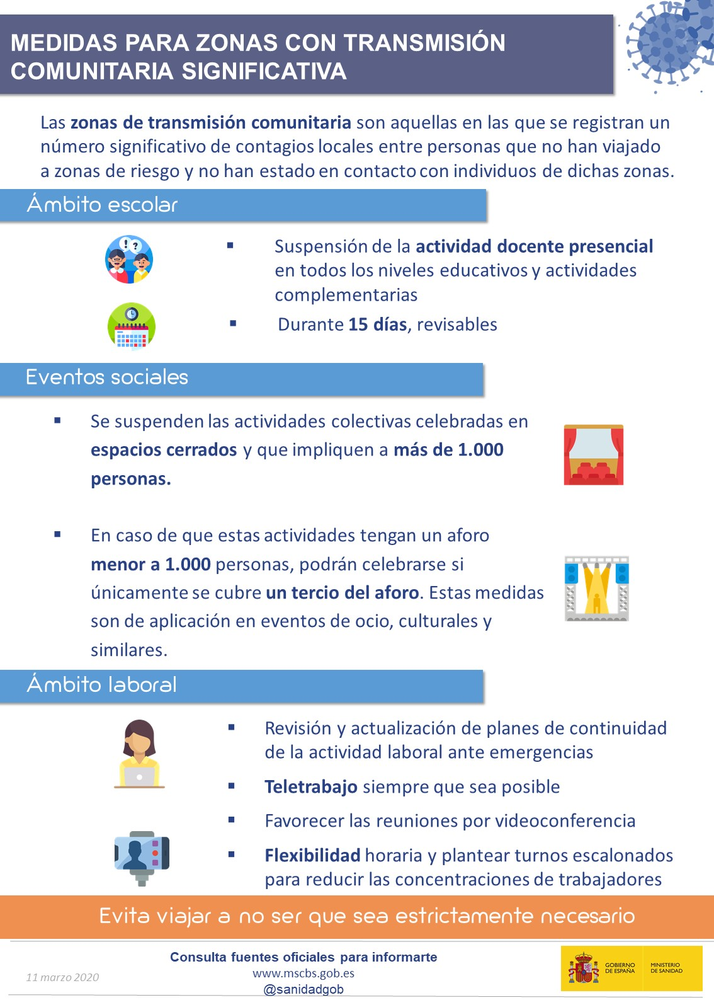 MEDIDAS PARA ZONAS CON TRANSMISIÓN
COMUNITARIA SIGNIFICATIVA
Las zonas de transmisión comunitaria son aquellas en las que se registran un
número significativo de contagios locales entre personas que no han viajado
a zonas de riesgo y no han estado en contacto con individuos de dichas zonas.
Ámbito escolar
! ?
▪ Suspensión de la actividad docente presencial
en todos los niveles educativos y actividades
complementarias
▪ Durante 15 días, revisables
Eventos sociales
▪ Se suspenden las actividades colectivas celebradas en
espacios cerrados y que impliquen a más de 1.000
personas.
▪ En caso de que estas actividades tengan un aforo
menor a 1.000 personas, podrán celebrarse si
únicamente se cubre un tercio del aforo. Estas medidas
son de aplicación en eventos de ocio, culturales y
similares.
Ámbito laboral
▪ Revisión y actualización de planes de continuidad
de la actividad laboral ante emergencias
▪ Teletrabajo siempre que sea posible
▪ Favorecer las reuniones por videoconferencia
▪ Flexibilidad horaria y plantear turnos escalonados
para reducir las concentraciones de trabajadores
Evita viajar a no ser que sea estrictamente necesario
Consulta fuentes oficiales para informarte
www.mscbs.gob.es
@sanidadgob
11 marzo 2020
GOBIERNO
DE ESPAÑA
MINISTERIO
DE SANIDAD